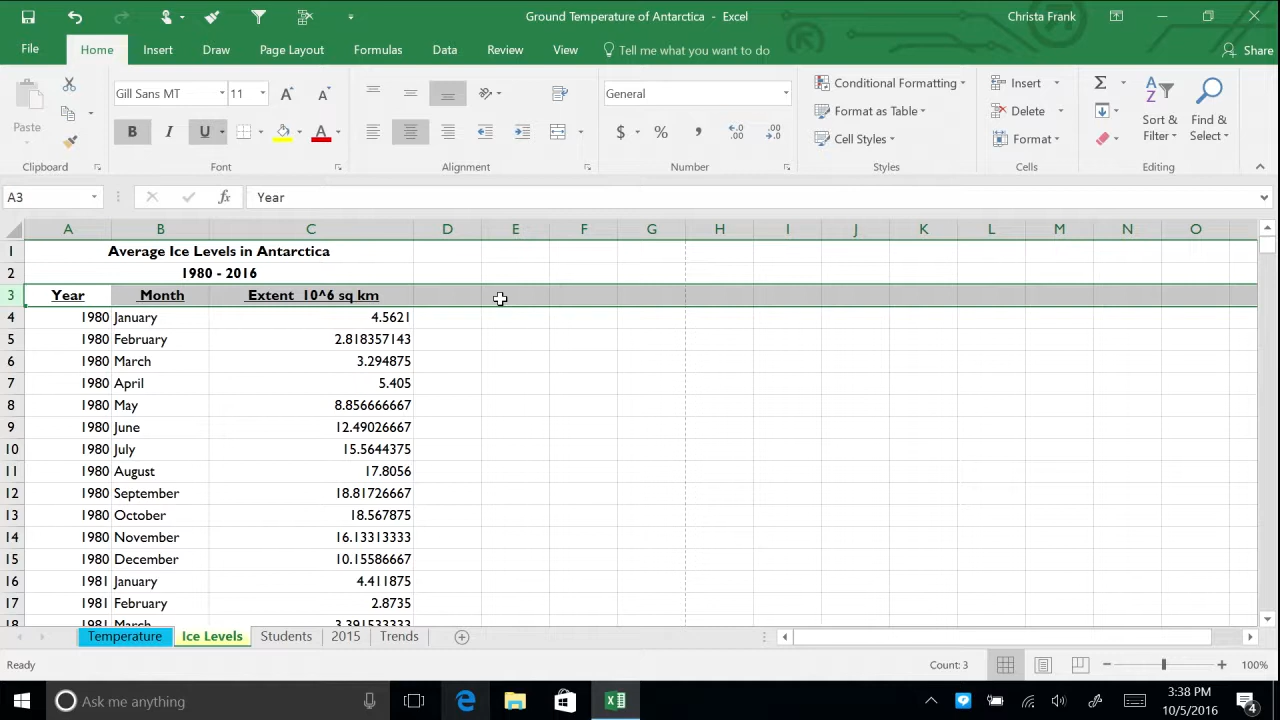 Ground Temperature of Antarctica - Excel
Christa Frank
File Home Insert Draw Page Layout Formulas Data Review View Tell me what you want to do Share
Paste
Clipboard
Gill Sans MT 11
B I U A
Font
Alignment
General
$ % ,
Number
Conditional Formatting
Format as Table
Cell Styles
Styles
Insert
Delete
Format
Cells
Sort & Filter
Find & Select
Editing
A3 fx Year
A B C D E F G H I J K L M N O
1 Average Ice Levels in Antarctica
2 1980 - 2016
3 Year Month Extent 10^6 sq km
4 1980 January 4.5621
5 1980 February 2.818357143
6 1980 March 3.294875
7 1980 April 5.405
8 1980 May 8.856666667
9 1980 June 12.49026667
10 1980 July 15.5644375
11 1980 August 17.8056
12 1980 September 18.81726667
13 1980 October 18.567875
14 1980 November 16.13313333
15 1980 December 10.15586667
16 1981 January 4.411875
17 1981 February 2.8735
18 1981 March 3.391533333
Temperature Ice Levels Students 2015 Trends
Ready Count: 3 100%
Ask me anything
3:38 PM
10/5/2016
4